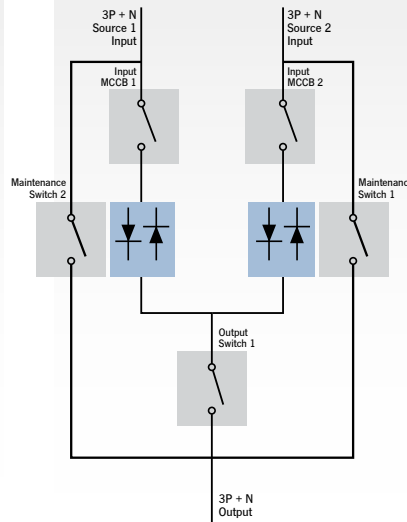 3P + N
Source 1
Input
3P + N
Source 2
Input
Input
MCCB 1
Input
MCCB 2
Maintenance
Switch 2
Maintenance
Switch 1
Output
Switch 1
3P + N
Output